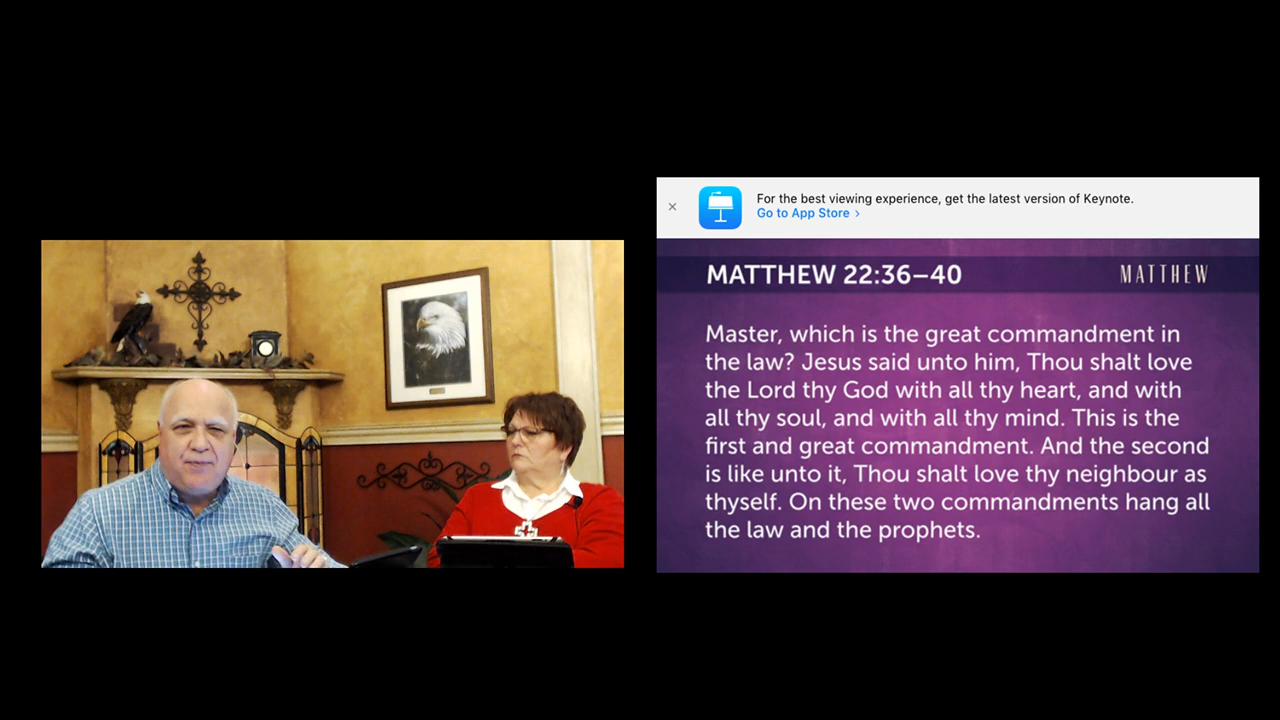 ×
For the best viewing experience, get the latest version of Keynote.
Go to App Store >
MATTHEW 22:36–40
MATTHEW
Master, which is the great commandment in
the law? Jesus said unto him, Thou shalt love
the Lord thy God with all thy heart, and with
all thy soul, and with all thy mind. This is the
first and great commandment. And the second
is like unto it, Thou shalt love thy neighbour as
thyself. On these two commandments hang all
the law and the prophets.